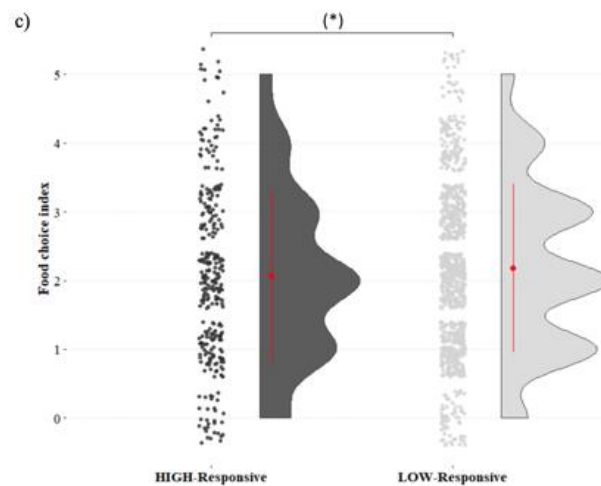 c)
(*)
5
4
3
2
1
0
Food choice index
HIGH-Responsive
LOW-Responsive